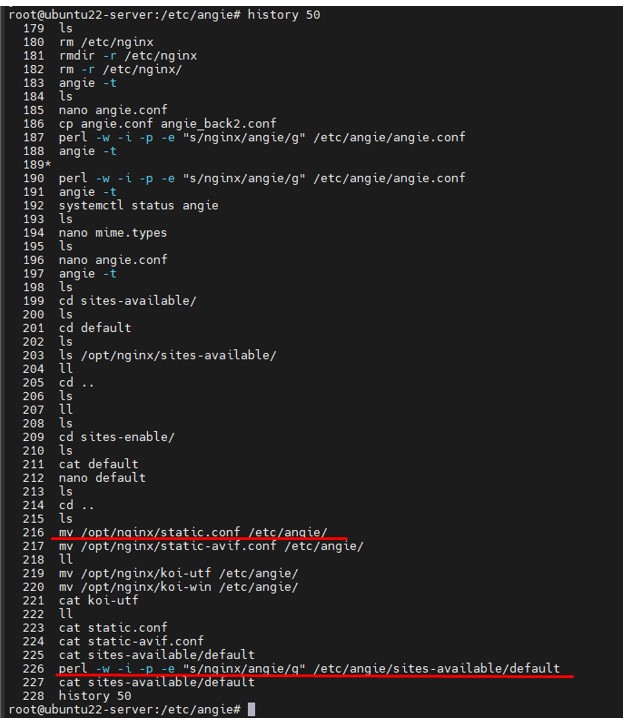 root@ubuntu22-server:/etc/angie# history 50
179 ls
180 rm /etc/nginx
181 rmdir -r /etc/nginx
182 rm -r /etc/nginx/
183 angie -t
184 ls
185 nano angie.conf
186 cp angie.conf angie_back2.conf
187 perl -w -i -p -e "s/nginx/angie/g" /etc/angie/angie.conf
188 angie -t
189*
190 perl -w -i -p -e "s/nginx/angie/g" /etc/angie/angie.conf
191 angie -t
192 systemctl status angie
193 ls
194 nano mime.types
195 ls
196 nano angie.conf
197 angie -t
198 ls
199 cd sites-available/
200 ls
201 cd default
202 ls
203 ls /opt/nginx/sites-available/
204 ll
205 cd ..
206 ls
207 ll
208 ls
209 cd sites-enable/
210 ls
211 cat default
212 nano default
213 ls
214 cd ..
215 ls
216 mv /opt/nginx/static.conf /etc/angie/
217 mv /opt/nginx/static-avif.conf /etc/angie/
218 ll
219 mv /opt/nginx/koi-utf /etc/angie/
220 mv /opt/nginx/koi-win /etc/angie/
221 cat koi-utf
222 ll
223 cat static.conf
224 cat static-avif.conf
225 cat sites-available/default
226 perl -w -i -p -e "s/nginx/angie/g" /etc/angie/sites-available/default
227 cat sites-available/default
228 history 50
root@ubuntu22-server:/etc/angie#